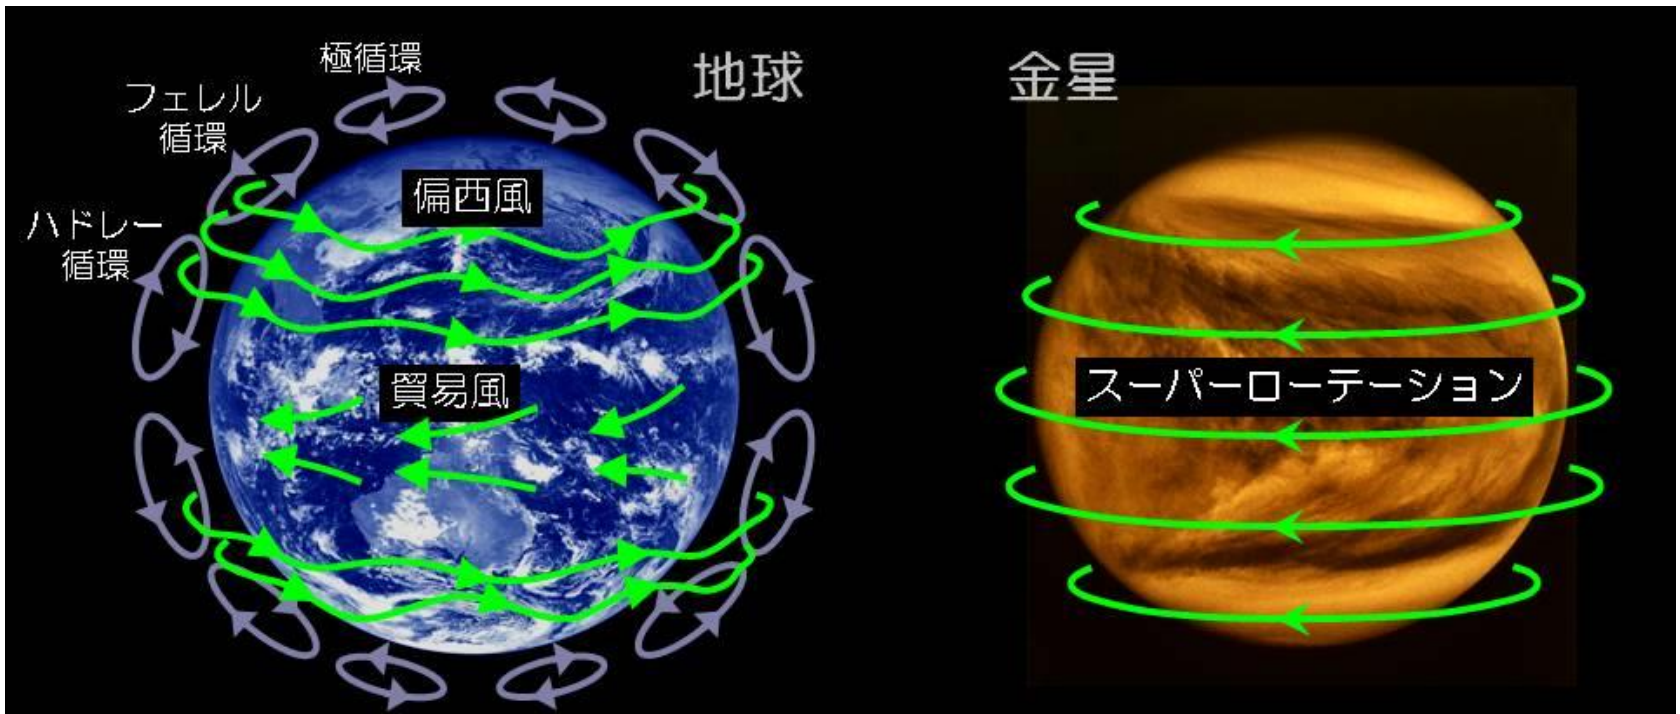 極循環
フェレル
循環
ハドレー
循環
地球
偏西風
貿易風
金星
スーパーローテーション